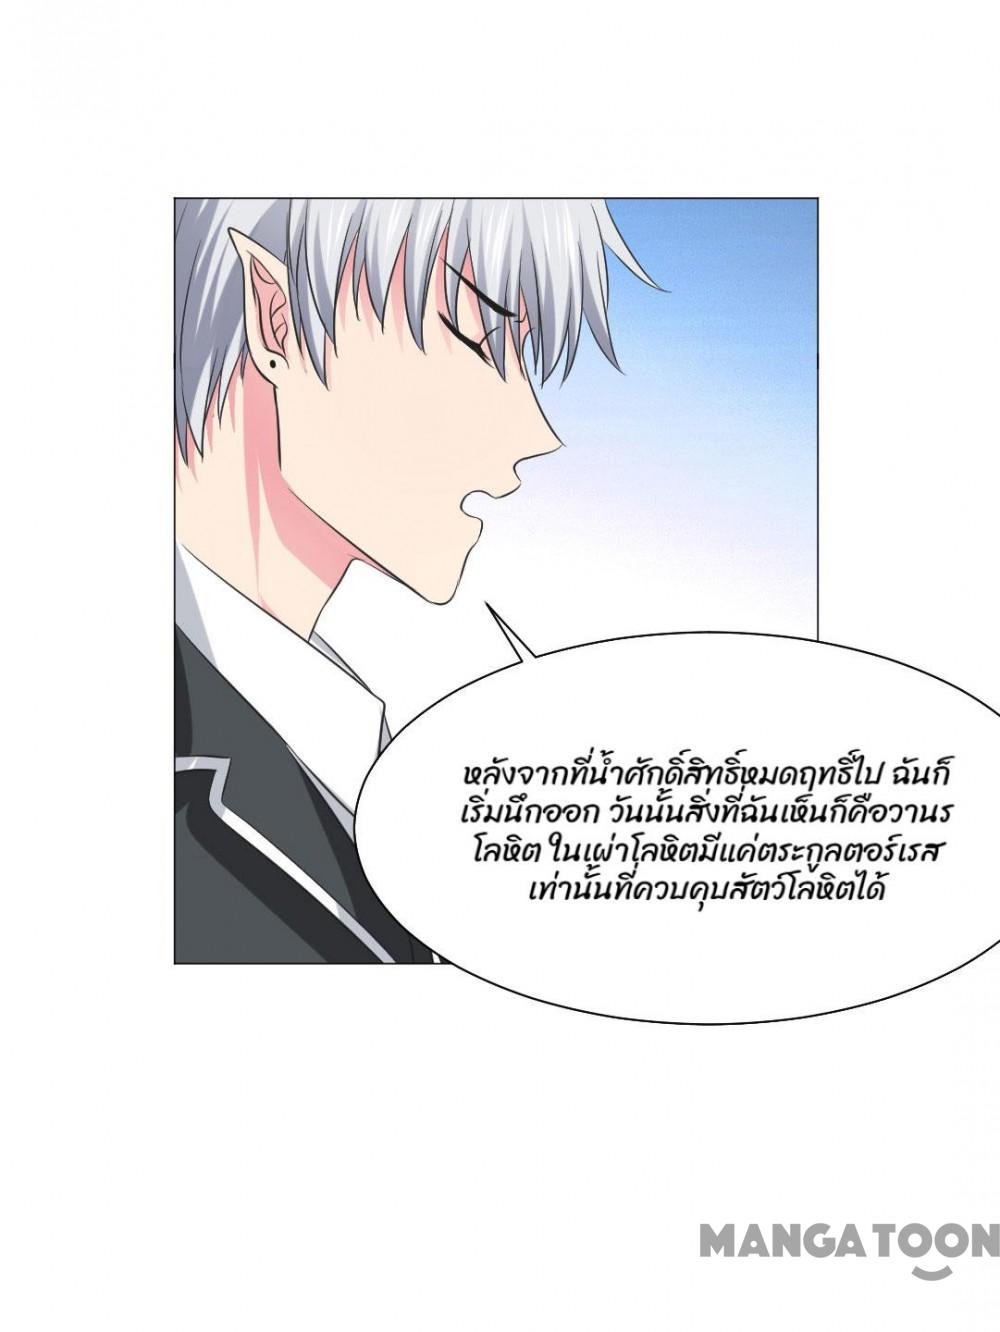 หลังจากที่น้ำศักดิ์สิทธิ์หมดฤทธิ์ไป ฉันก็
เริ่มนึกออก วันนั้นสิ่งที่ฉันเห็นก็คือวานร
โลหิต ในเผ่าโลหิตมีแค่ตระกูลตอร์เรส
เท่านั้นที่ควบคุบสัตว์โลหิตได้
MANGATOON